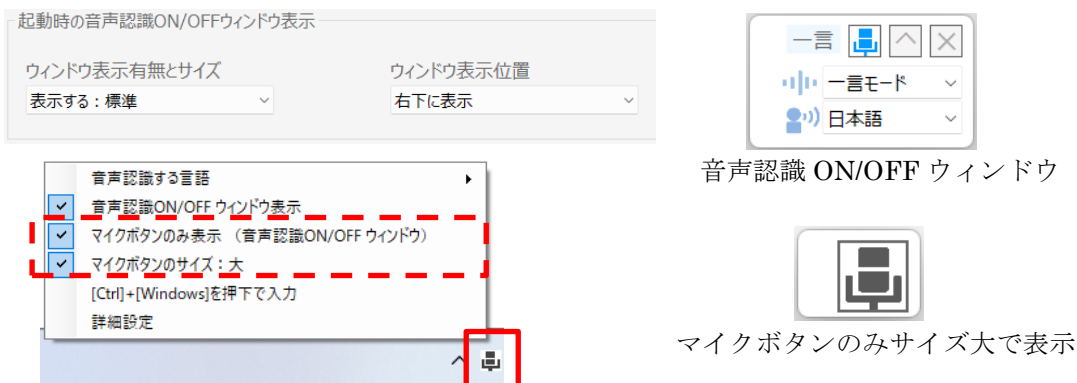 起動時の音声認識ON/OFFウィンドウ表示
ウィンドウ表示有無とサイズ
表示する：標準
ウィンドウ表示位置
右下に表示
音声認識する言語
音声認識ON/OFF ウィンドウ表示
マイクボタンのみ表示 （音声認識ON/OFF ウィンドウ）
マイクボタンのサイズ：大
[Ctrl]+[Windows]を押下で入力
詳細設定
一言
一言モード
日本語
音声認識 ON/OFF ウィンドウ
マイクボタンのみサイズ大で表示